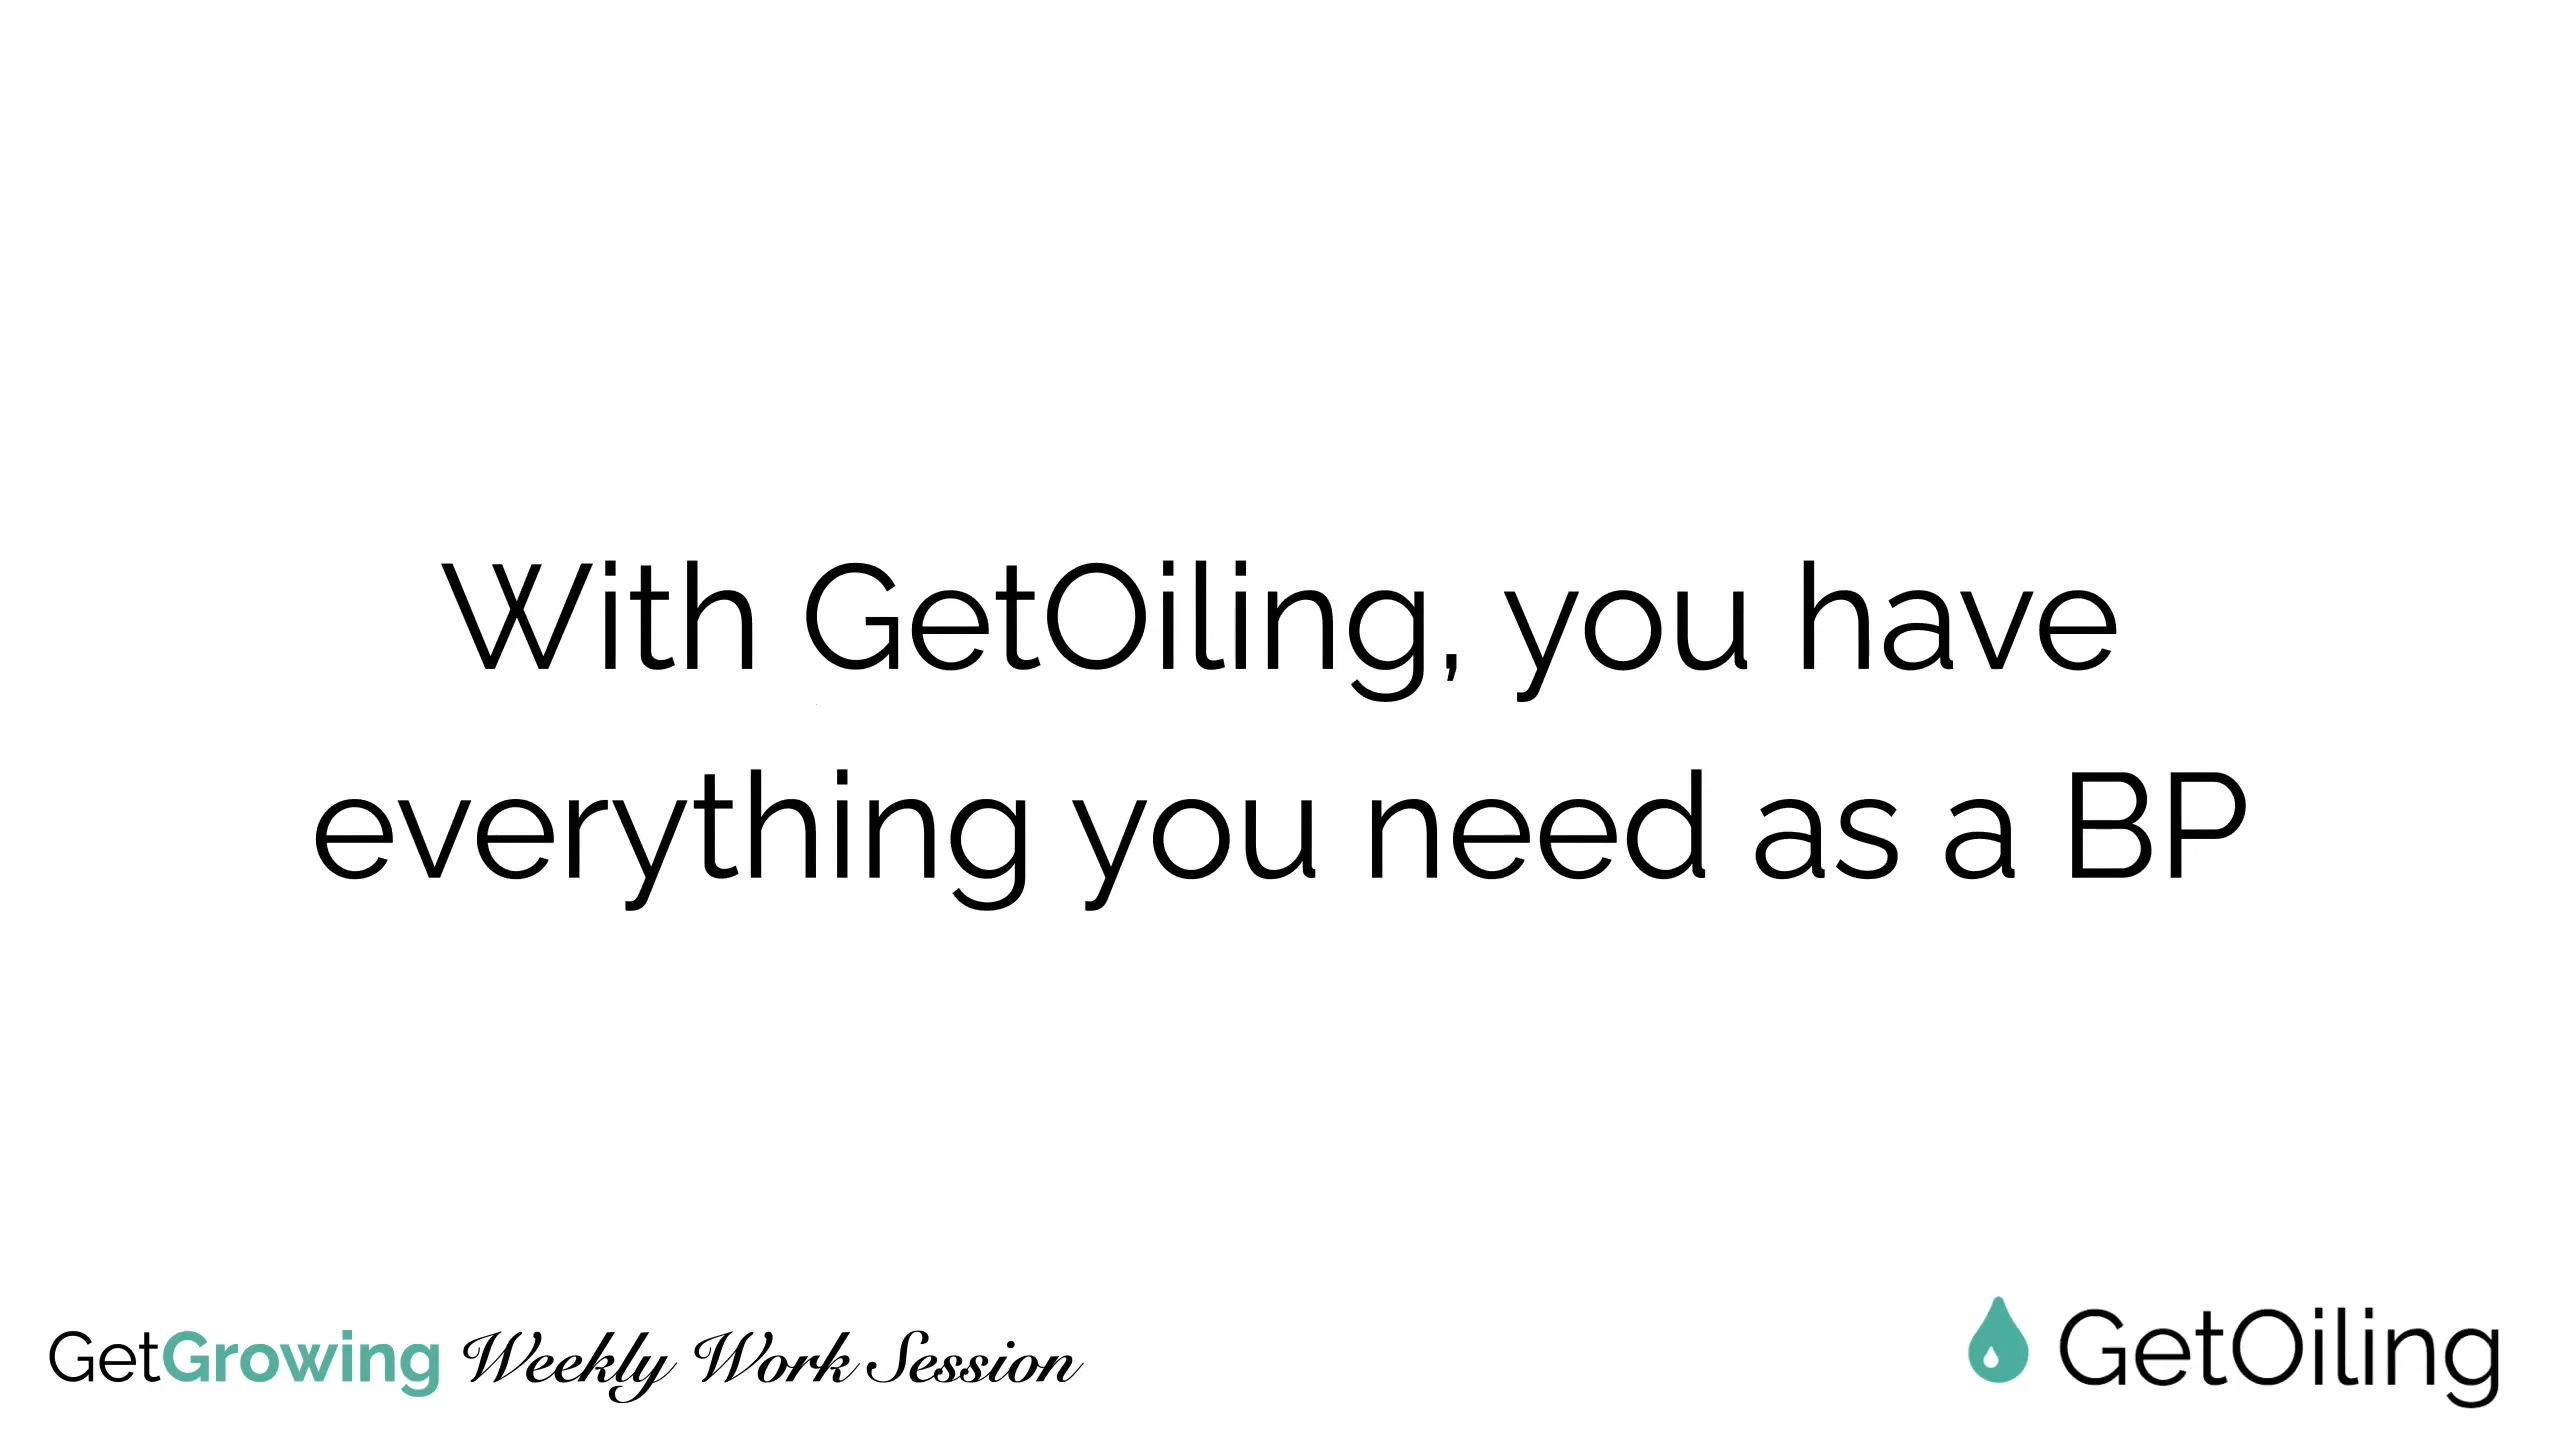 With GetOiling, you have
everything you need as a BP
GetGrowing Weekly Work Session
GetOiling